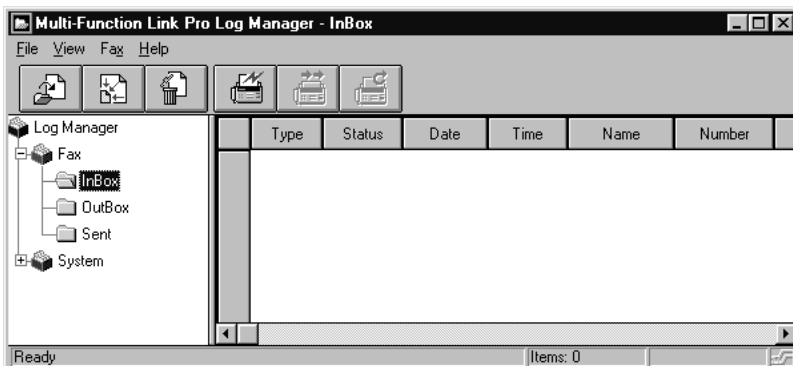 Multi-Function Link Pro Log Manager - InBox
File View Fax Help
Log Manager
Fax
InBox
OutBox
Sent
System
Type Status Date Time Name Number
Ready Items: 0